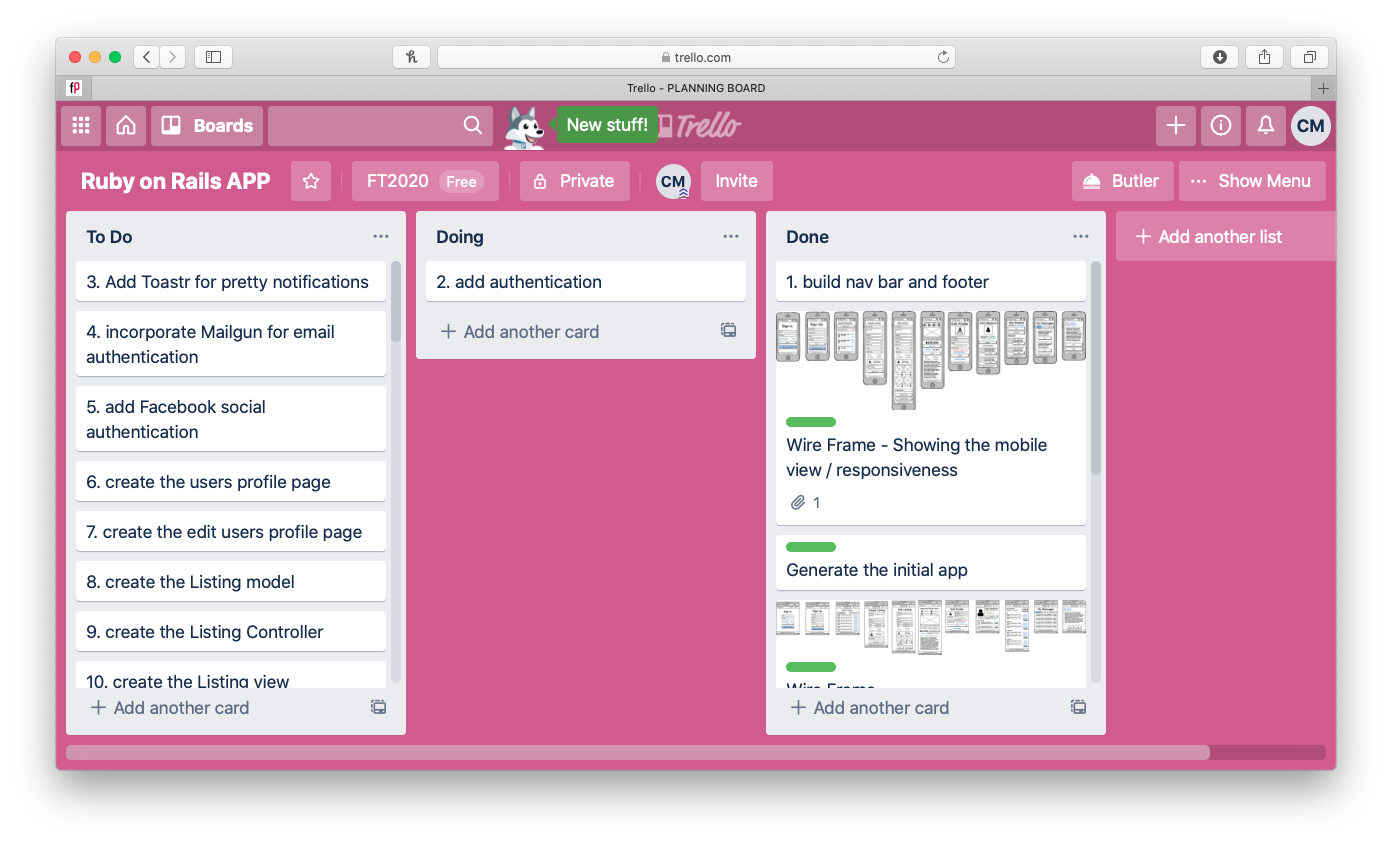 trello.com
fp
Trello - PLANNING BOARD
Boards
New stuff!
Trello
CM
Ruby on Rails APP
FT2020 Free
Private
CM
Invite
Butler
Show Menu
To Do
3. Add Toastr for pretty notifications
4. incorporate Mailgun for email
authentication
5. add Facebook social
authentication
6. create the users profile page
7. create the edit users profile page
8. create the Listing model
9. create the Listing Controller
10. create the Listing view
+ Add another card
Doing
2. add authentication
+ Add another card
Done
1. build nav bar and footer
Wire Frame - Showing the mobile
view / responsiveness
1
Generate the initial app
Wire Frame
+ Add another card
+ Add another list